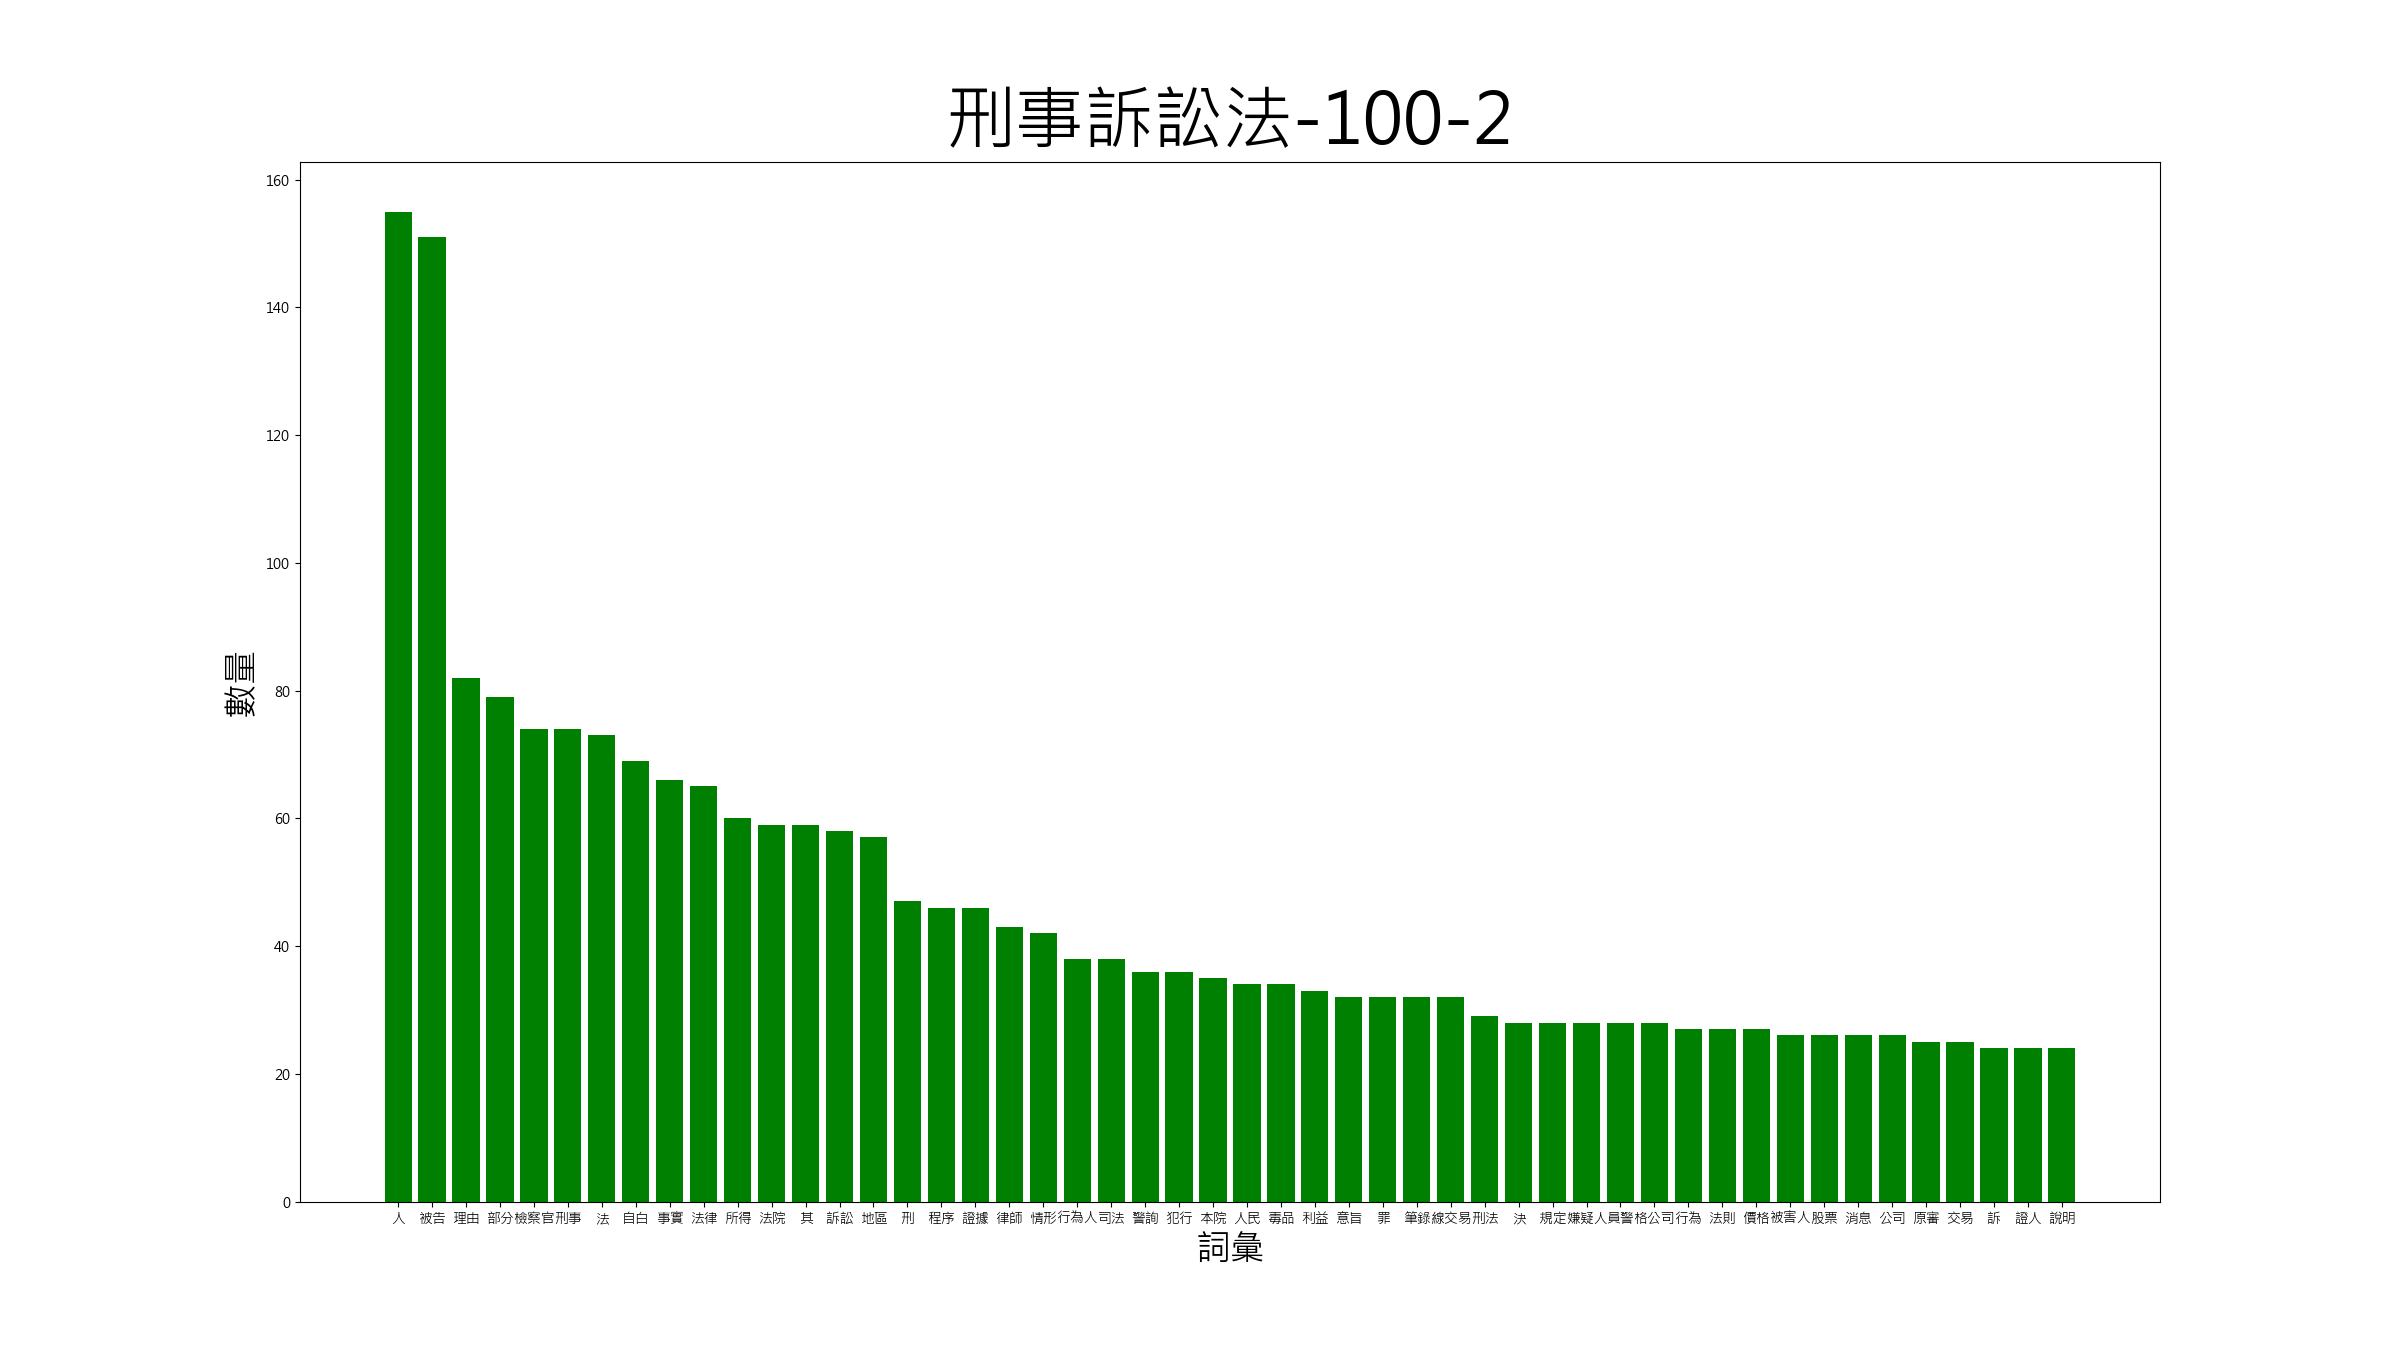 刑事訴訟法-100-2
160
140
120
100
80
60
40
20
0
數量
人 被告 理由 部分 檢察官 刑事 法 自白 事實 法律 所得 法院 其 訴訟 地區 刑 程序 證據 律師 情形 行為人 司法 警詢 犯行 本院 人民 毒品 利益 意旨 罪 筆錄 線交易 刑法 決 規定 嫌疑 人員警 格公司 行為 法則 價格 被害人 股票 消息 公司 原審 交易 訴 證人 說明
詞彙